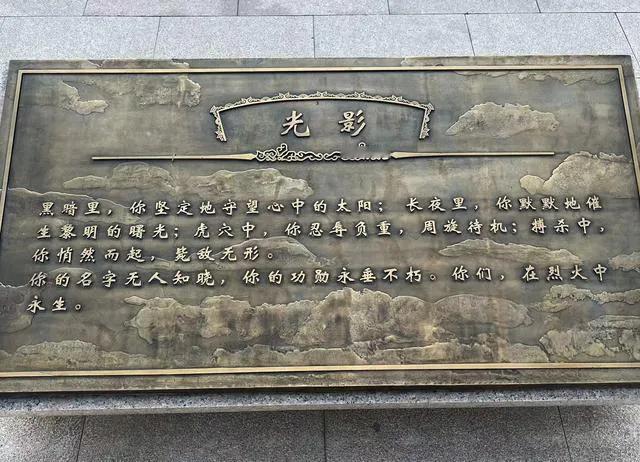 光影
黑暗里，你坚定地守望心中的太阳；长夜里，你默默地催
生黎明的曙光；虎穴中，你忍辱负重，周旋待机；搏杀中，
你悄然而起，毙敌无形。
你的名字无人知晓，你的功勋永垂不朽。你们，在烈火中
永生。